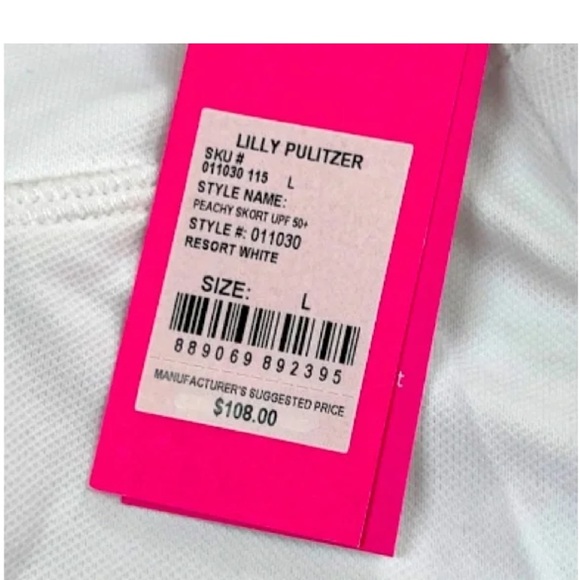 LILLY PULITZER
SKU #
011030 115 L
STYLE NAME:
PEACHY SKORT UPF 50+
STYLE #: 011030
RESORT WHITE
SIZE: L
889069 892395
MANUFACTURER'S SUGGESTED PRICE
$108.00
t